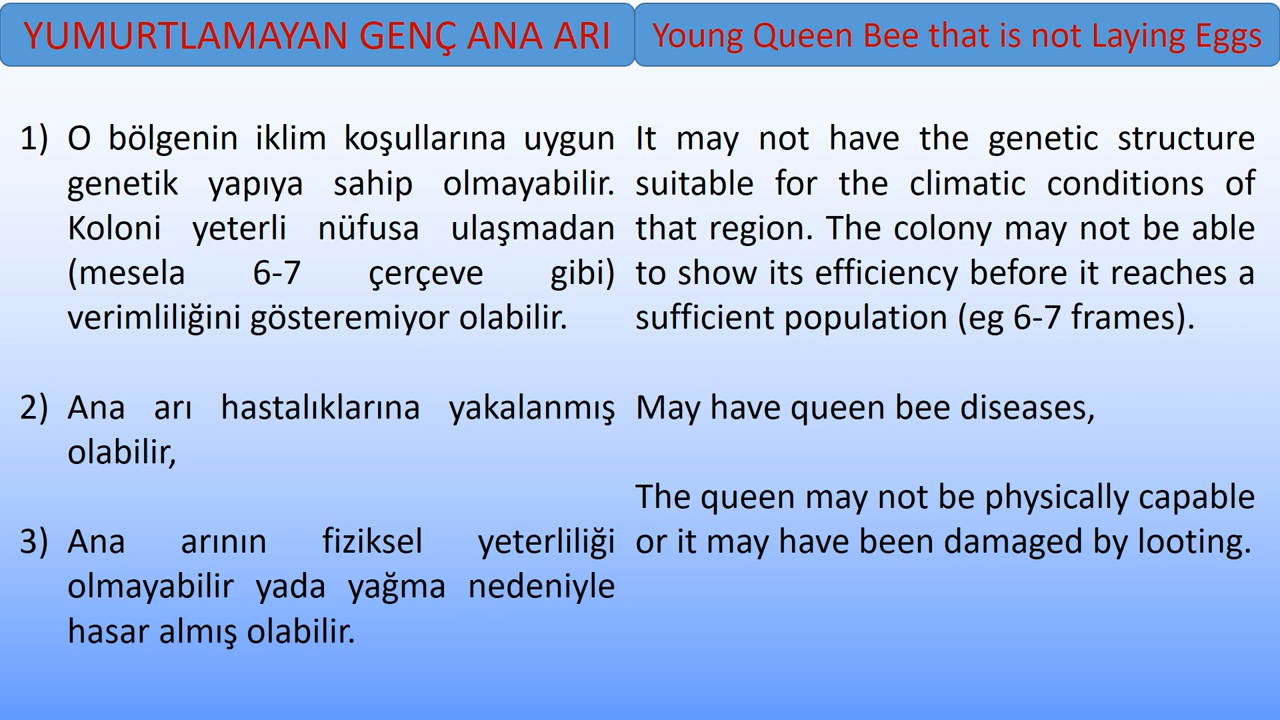 YUMURTLAMAYAN GENÇ ANA ARI
1) O bölgenin iklim koşullarına uygun
genetik yapıya sahip olmayabilir.
Koloni yeterli nüfusa ulaşmadan
(mesela 6-7 çerçeve gibi)
verimliliğini gösteremiyor olabilir.
2) Ana arı hastalıklarına yakalanmış
olabilir,
3) Ana arının fiziksel yeterliliği
olmayabilir yada yağma nedeniyle
hasar almış olabilir.
Young Queen Bee that is not Laying Eggs
It may not have the genetic structure
suitable for the climatic conditions of
that region. The colony may not be able
to show its efficiency before it reaches a
sufficient population (eg 6-7 frames).
May have queen bee diseases,
The queen may not be physically capable
or it may have been damaged by looting.